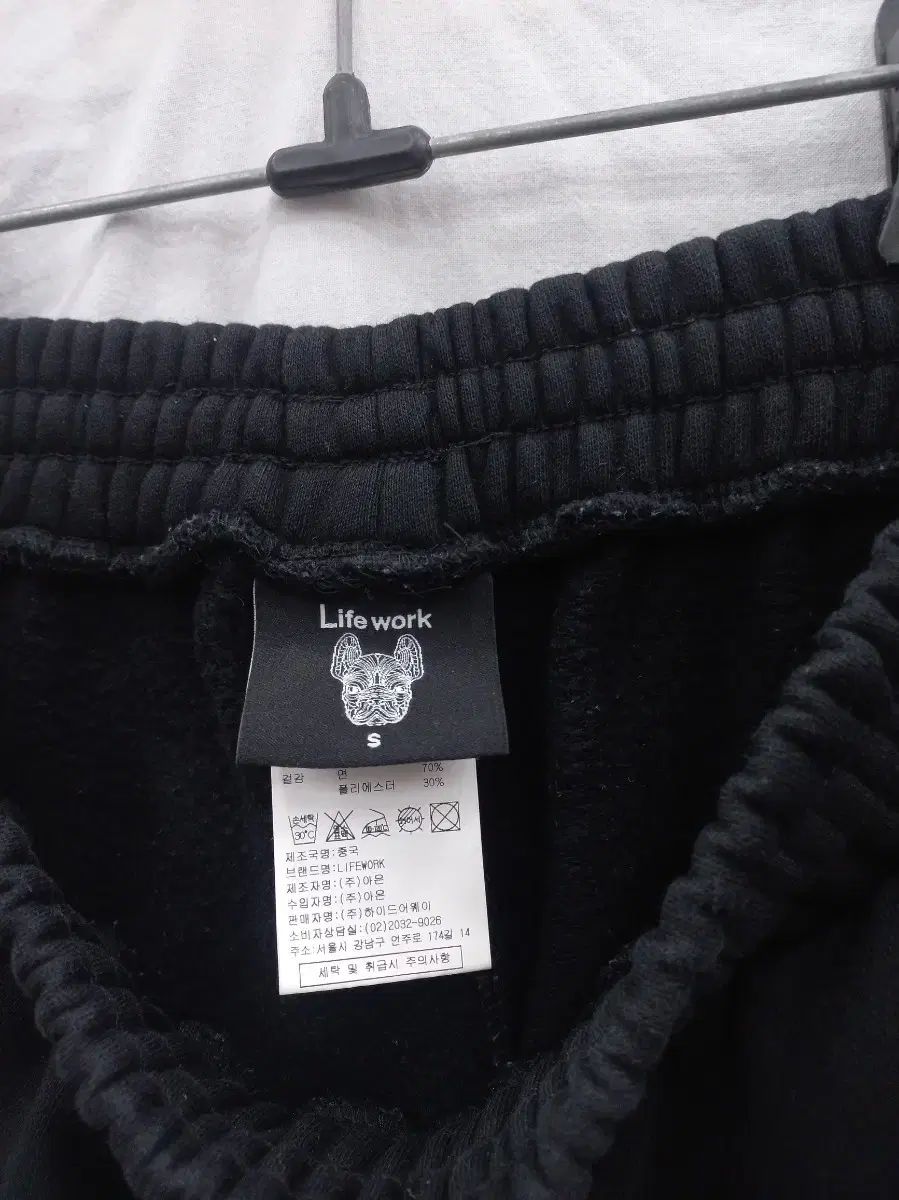 Life work
S
겉감 면 70%
폴리에스터 30%
손세탁
30℃
제조국명:중국
브랜드명:LIFEWORK
제조자명:(주)아은
수입자명:(주)아은
판매자명:(주)하이드어웨이
소비자상담실:(02)2032-9026
주소:서울시 강남구 언주로 174길 14
세탁 및 취급시 주의사항